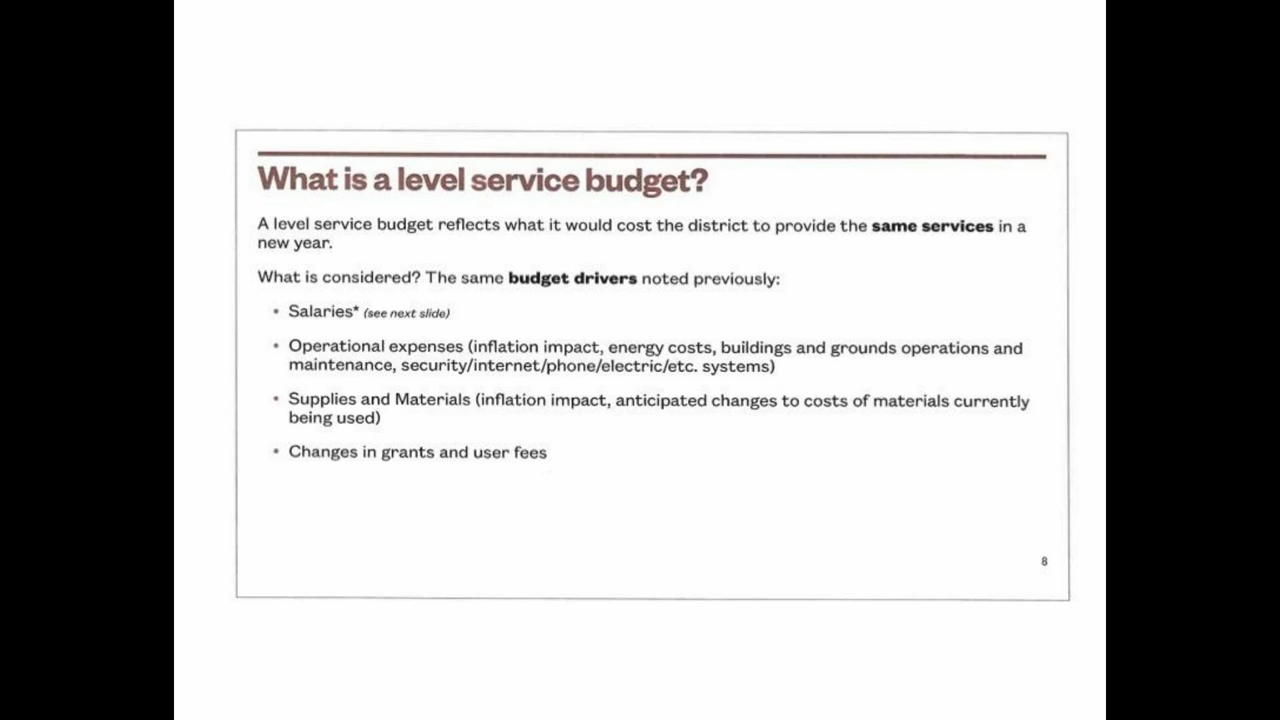 What is a level service budget?
A level service budget reflects what it would cost the district to provide the same services in a
new year.
What is considered? The same budget drivers noted previously:
• Salaries* (see next slide)
• Operational expenses (inflation impact, energy costs, buildings and grounds operations and
maintenance, security/internet/phone/electric/etc. systems)
• Supplies and Materials (inflation impact, anticipated changes to costs of materials currently
being used)
• Changes in grants and user fees
8